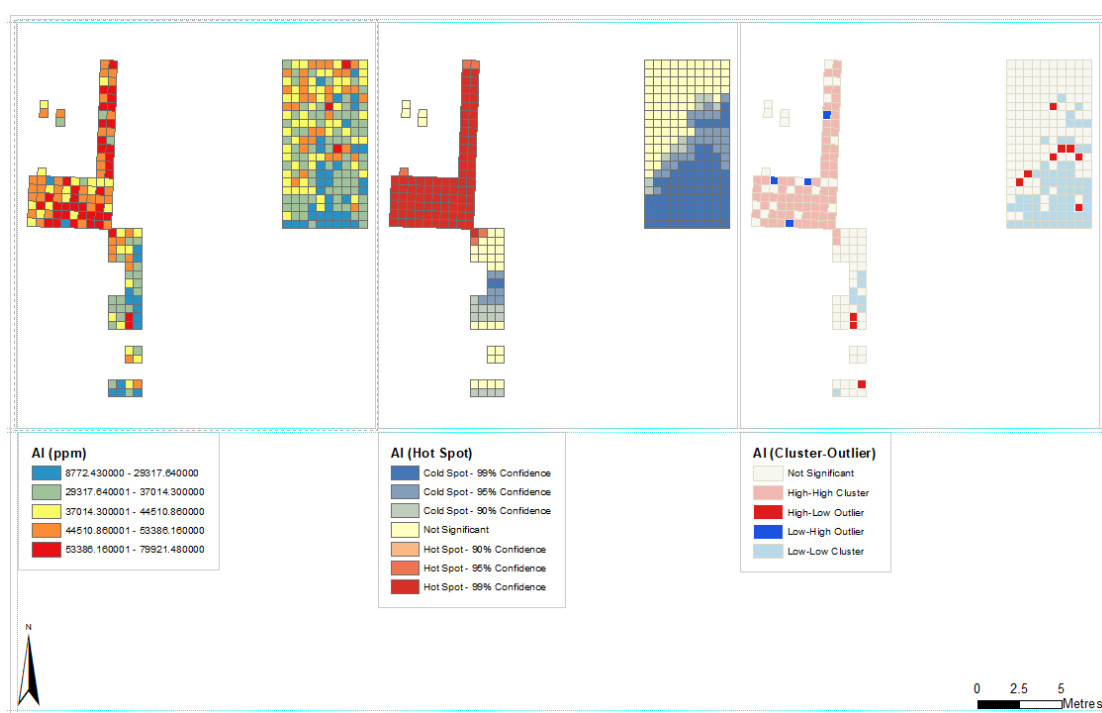 Al (ppm)
8772.430000 - 29317.640000
29317.640001 - 37014.300000
37014.300001 - 44510.860000
44510.860001 - 53386.160000
53386.160001 - 79921.480000
Al (Hot Spot)
Cold Spot - 99% Confidence
Cold Spot - 95% Confidence
Cold Spot - 90% Confidence
Not Significant
Hot Spot - 90% Confidence
Hot Spot - 95% Confidence
Hot Spot - 99% Confidence
Al (Cluster-Outlier)
Not Significant
High-High Cluster
High-Low Outlier
Low-High Outlier
Low-Low Cluster
N
0 2.5 5
Metres